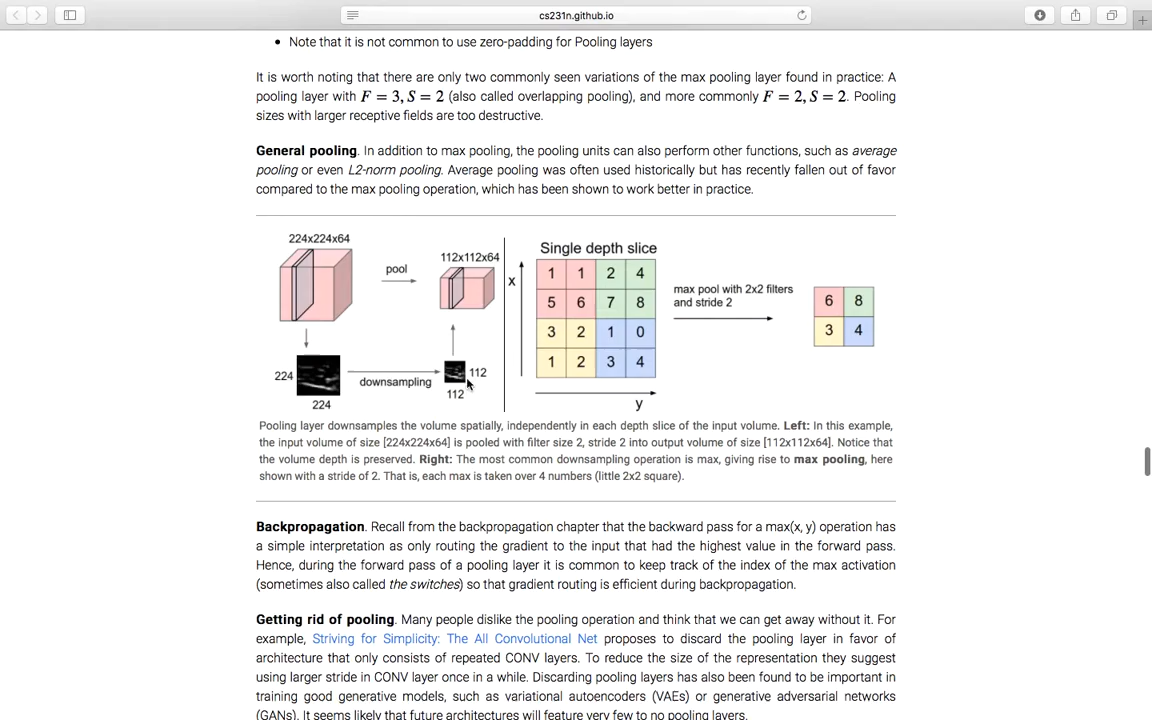 cs231n.github.io
• Note that it is not common to use zero-padding for Pooling layers
It is worth noting that there are only two commonly seen variations of the max pooling layer found in practice: A
pooling layer with F = 3, S = 2 (also called overlapping pooling), and more commonly F = 2, S = 2. Pooling
sizes with larger receptive fields are too destructive.
General pooling. In addition to max pooling, the pooling units can also perform other functions, such as average
pooling or even L2-norm pooling. Average pooling was often used historically but has recently fallen out of favor
compared to the max pooling operation, which has been shown to work better in practice.
224x224x64
pool
112x112x64
224
224
downsampling
112
112
Single depth slice
x
1 1 2 4
5 6 7 8
3 2 1 0
1 2 3 4
y
max pool with 2x2 filters
and stride 2
6 8
3 4
Pooling layer downsamples the volume spatially, independently in each depth slice of the input volume. Left: In this example,
the input volume of size [224x224x64] is pooled with filter size 2, stride 2 into output volume of size [112x112x64]. Notice that
the volume depth is preserved. Right: The most common downsampling operation is max, giving rise to max pooling, here
shown with a stride of 2. That is, each max is taken over 4 numbers (little 2x2 square).
Backpropagation. Recall from the backpropagation chapter that the backward pass for a max(x, y) operation has
a simple interpretation as only routing the gradient to the input that had the highest value in the forward pass.
Hence, during the forward pass of a pooling layer it is common to keep track of the index of the max activation
(sometimes also called the switches) so that gradient routing is efficient during backpropagation.
Getting rid of pooling. Many people dislike the pooling operation and think that we can get away without it. For
example, Striving for Simplicity: The All Convolutional Net proposes to discard the pooling layer in favor of
architecture that only consists of repeated CONV layers. To reduce the size of the representation they suggest
using larger stride in CONV layer once in a while. Discarding pooling layers has also been found to be important in
training good generative models, such as variational autoencoders (VAEs) or generative adversarial networks
(GANs). It seems likely that future architectures will feature very few to no pooling layers.